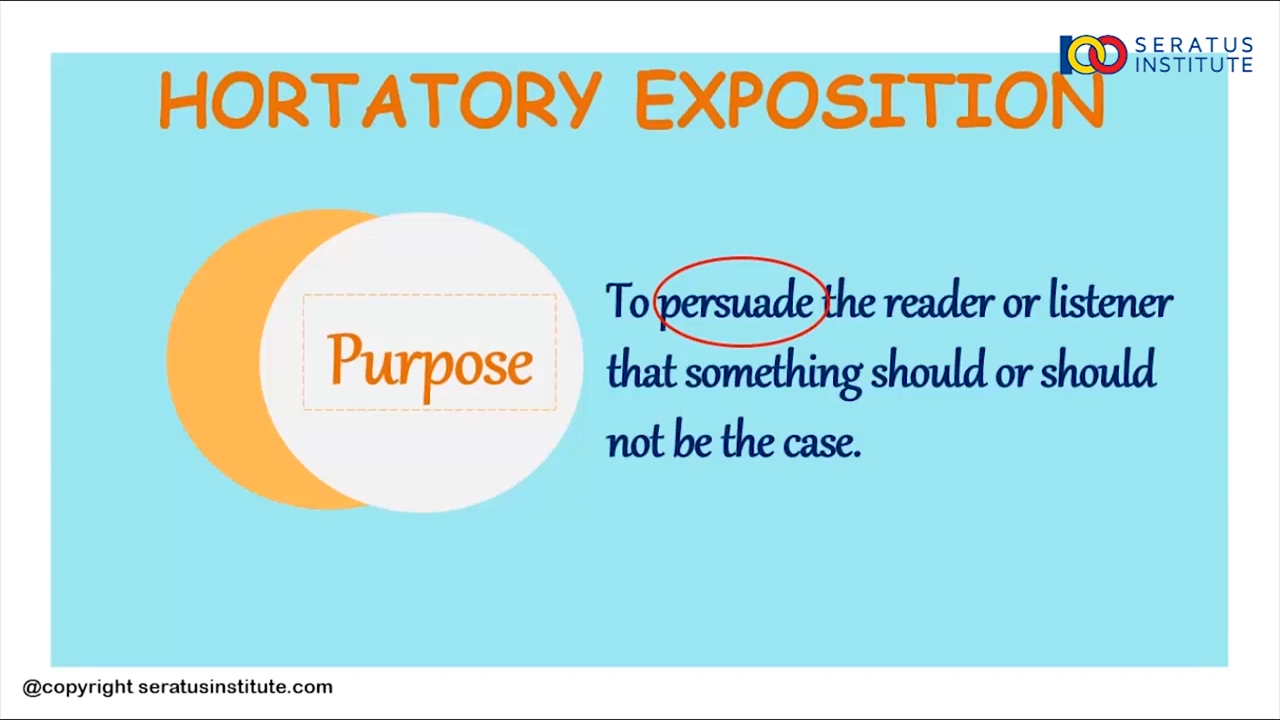 SERATUS
INSTITUTE
HORTATORY EXPOSITION
Purpose
To persuade the reader or listener
that something should or should
not be the case.
@copyright seratusinstitute.com